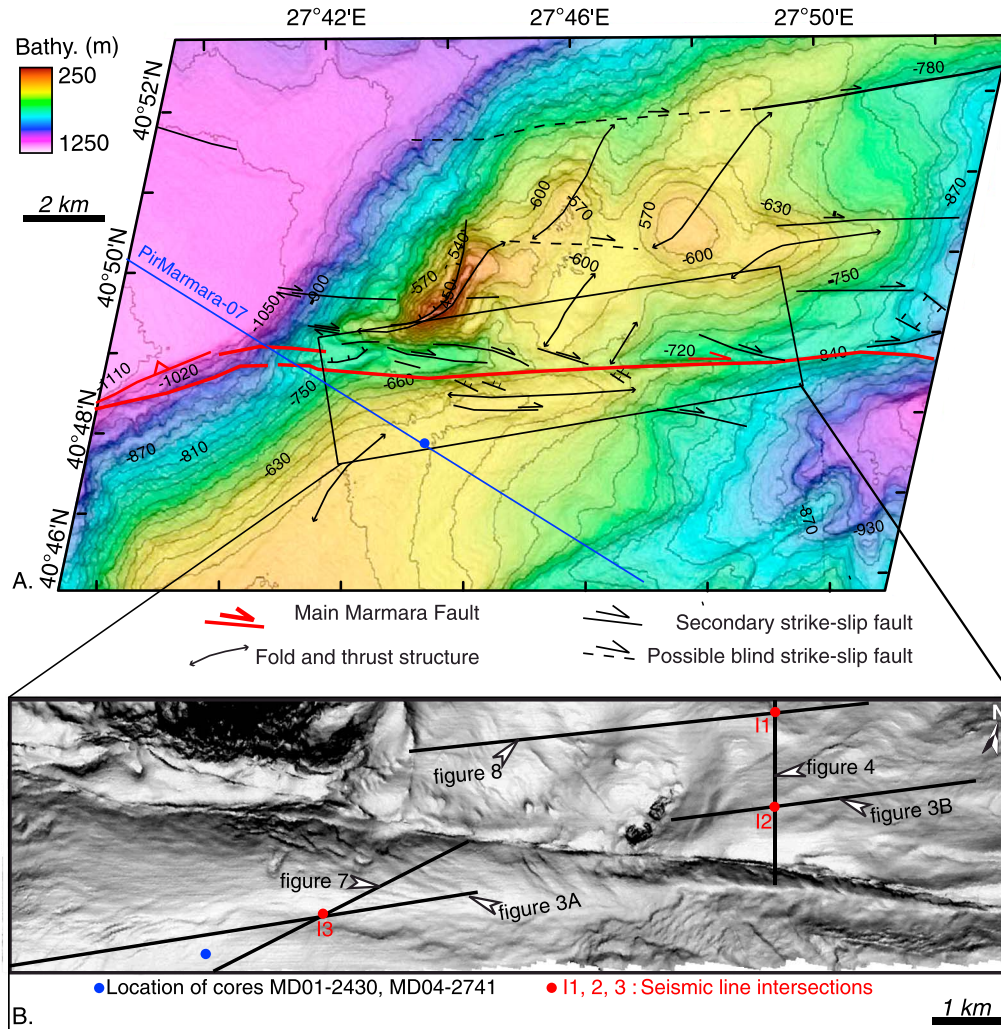 27°42'E 27°46'E 27°50'E
Bathy. (m)
250
1250
2 km
40°52'N
40°50'N
40°48'N
40°46'N
PirMarmara-07
-780
-870
-600
-570
570
-630
-600
-600
-540
-570
-450
-900
-1050
-750
-720
-840
-1110
-1020
-750
-660
-870
-810
-630
-870
-930
A.
Main Marmara Fault
Secondary strike-slip fault
Fold and thrust structure
Possible blind strike-slip fault
N
I1
figure 8
figure 4
I2
figure 3B
figure 7
figure 3A
I3
Location of cores MD01-2430, MD04-2741
I1, 2, 3 : Seismic line intersections
B.
1 km